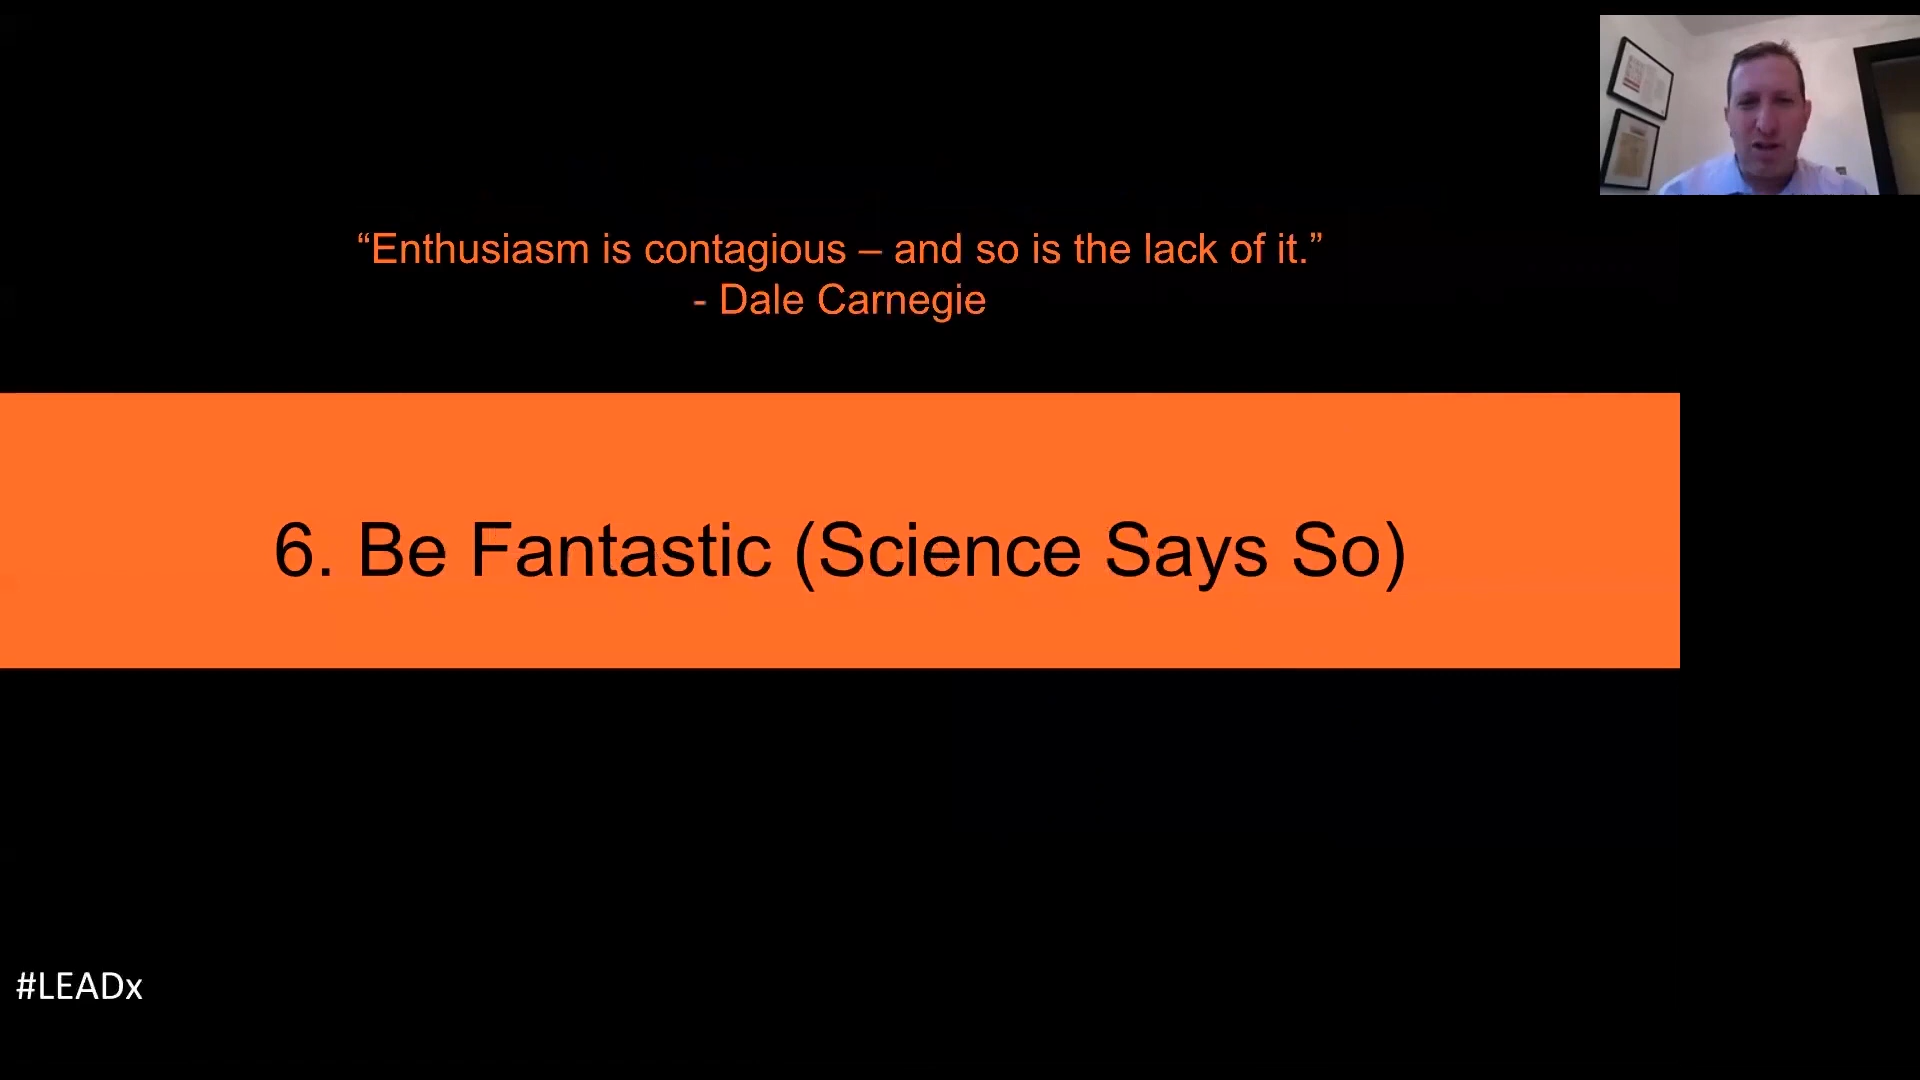 “Enthusiasm is contagious – and so is the lack of it.”
- Dale Carnegie
6. Be Fantastic (Science Says So)
#LEADx